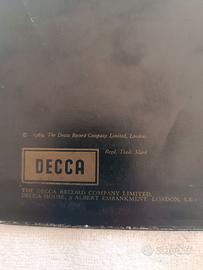 © 1969, The Decca Record Company Limited, London
Regd. Trade Mark
DECCA
THE DECCA RECORD COMPANY LIMITED,
DECCA HOUSE, 9 ALBERT EMBANKMENT, LONDON, S.E.1
subito